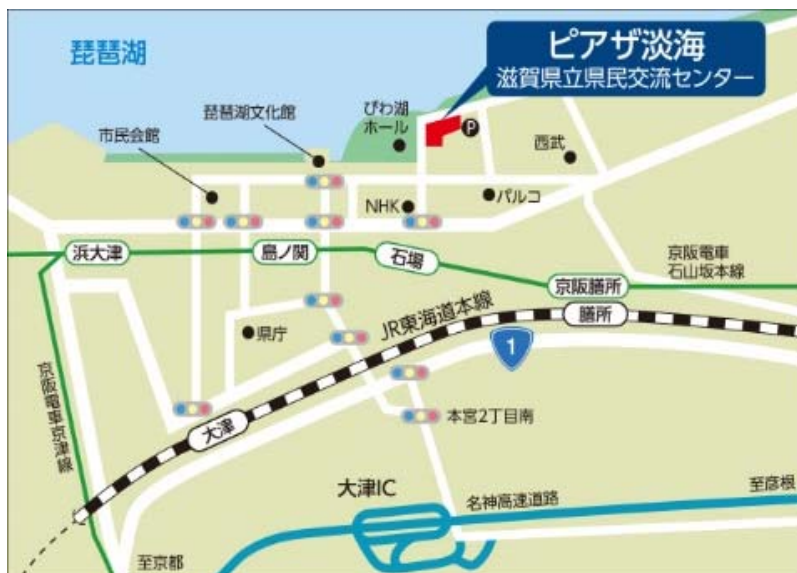 琵琶湖
ピアザ淡海
滋賀県立県民交流センター
琵琶湖文化館
びわ湖
ホール
市民会館
P
西武
NHK
パルコ
浜大津
島ノ関
石場
京阪電車
石山坂本線
京阪膳所
JR東海道本線
膳所
県庁
1
京阪電車京津線
大津
本宮2丁目南
大津IC
名神高速道路
至彦根
至京都